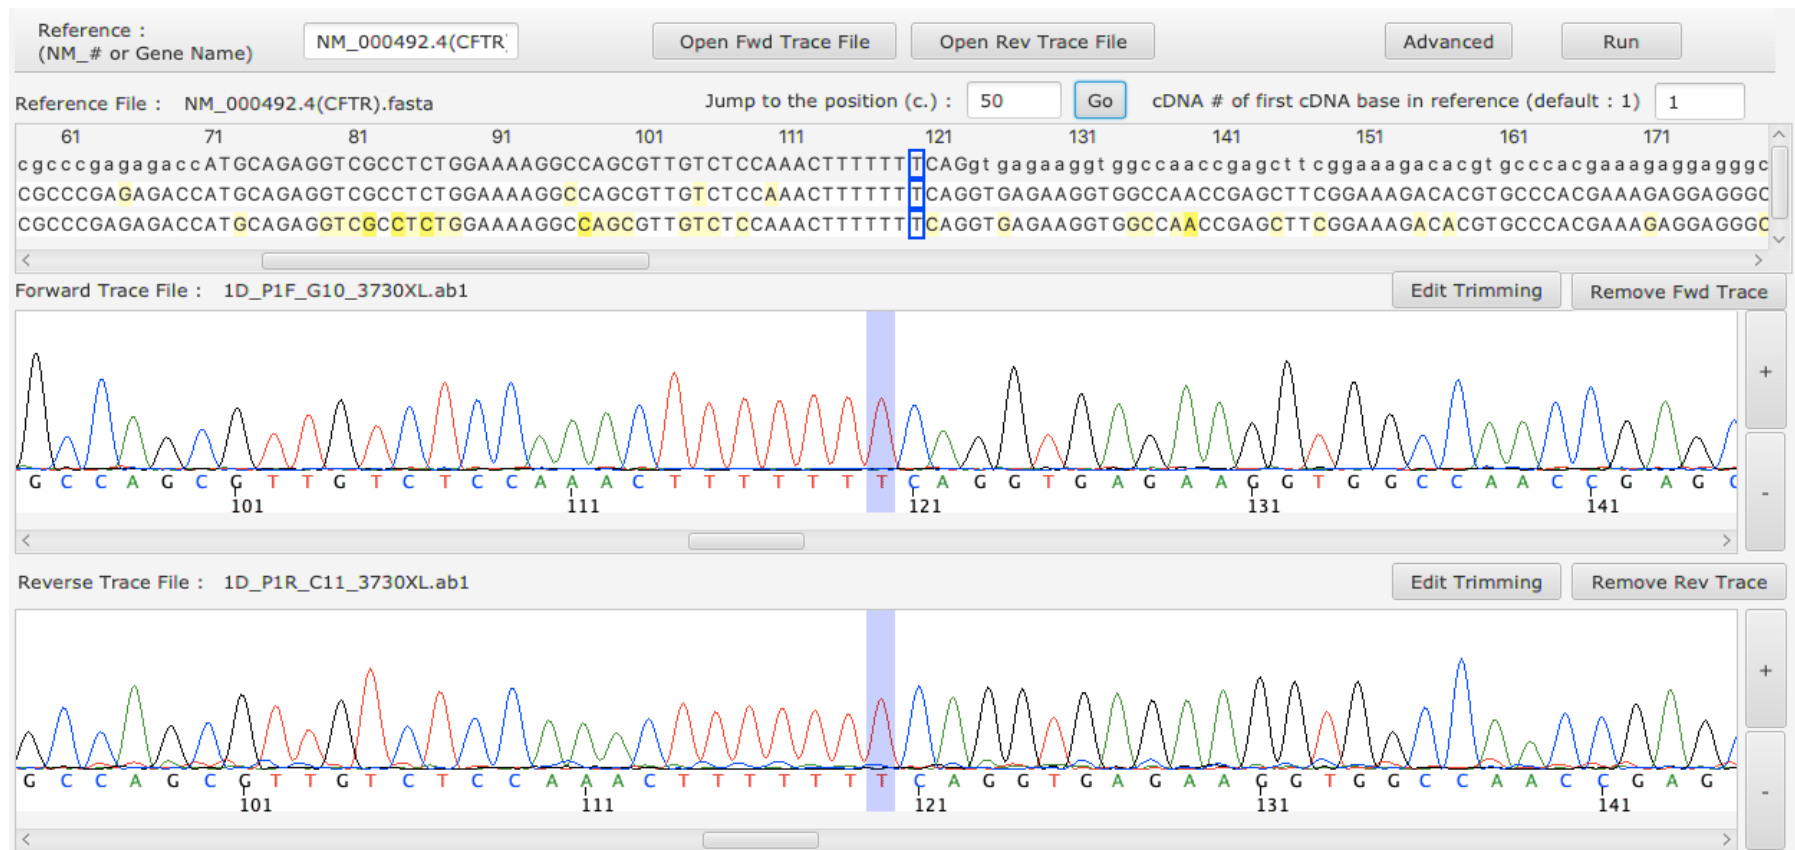 Reference :
(NM_# or Gene Name)
NM_000492.4(CFTR)
Open Fwd Trace File
Open Rev Trace File
Advanced
Run
Reference File : NM_000492.4(CFTR).fasta
Jump to the position (c.) : 50
Go
cDNA # of first cDNA base in reference (default : 1) 1
61 71 81 91 101 111 121 131 141 151 161 171
cgcccgagagaccATGCAGAGGTCGCCTCTGGAAAAGGCCAGCGTTGTCTCCAAACTTTTTTTCAGgtgagaaggtggccaaccgagcttcggaaagacacgtgcccacgaaagaggagggc
CGCCCGAGAGACCATGCAGAGGTCGCCTCTGGAAAAGGCCAGCGTTGTCTCCAAACTTTTTTTCAGGTGAGAAGGTGGCCAACCGAGCTTCGGAAAGACACGTGCCCACGAAAGAGGAGGGC
CGCCCGAGAGACCATGCAGAGGTCGCCTCTGGAAAAGGCCAGCGTTGTCTCCAAACTTTTTTTCAGGTGAGAAGGTGGCCAACCGAGCTTCGGAAAGACACGTGCCCACGAAAGAGGAGGGC
Forward Trace File : 1D_P1F_G10_3730XL.ab1
Edit Trimming
Remove Fwd Trace
+
G C C A G C G T T G T C T C C A A A C T T T T T T T C A G G T G A G A A G G T G G C C A A C C G A G C
101 111 121 131 141
-
Reverse Trace File : 1D_P1R_C11_3730XL.ab1
Edit Trimming
Remove Rev Trace
+
G C C A G C G T T G T C T C C A A A C T T T T T T T C A G G T G A G A A G G T G G C C A A C C G A G
101 111 121 131 141
-